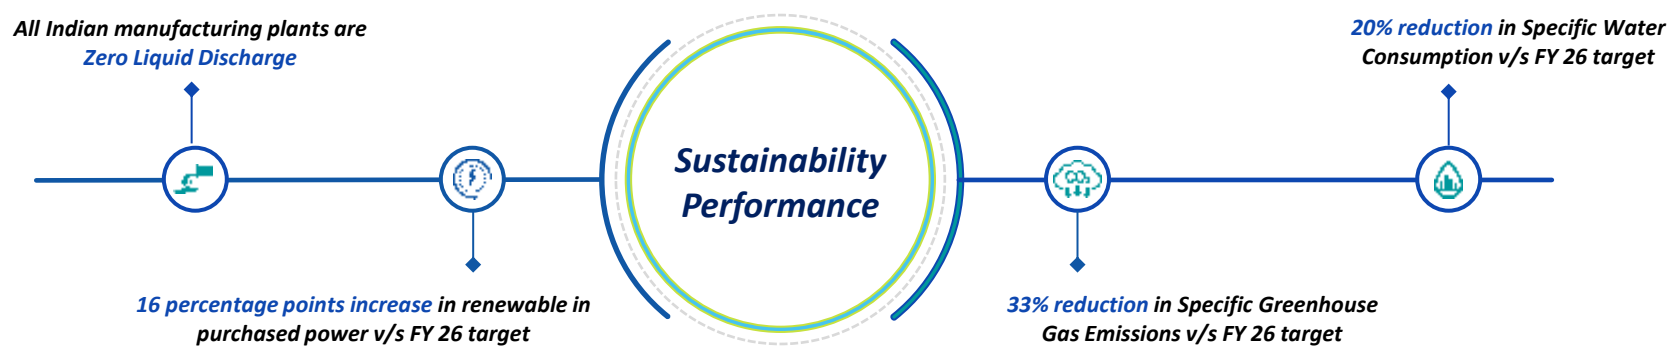 All Indian manufacturing plants are
Zero Liquid Discharge
16 percentage points increase in renewable in
purchased power v/s FY 26 target
Sustainability
Performance
33% reduction in Specific Greenhouse
Gas Emissions v/s FY 26 target
20% reduction in Specific Water
Consumption v/s FY 26 target